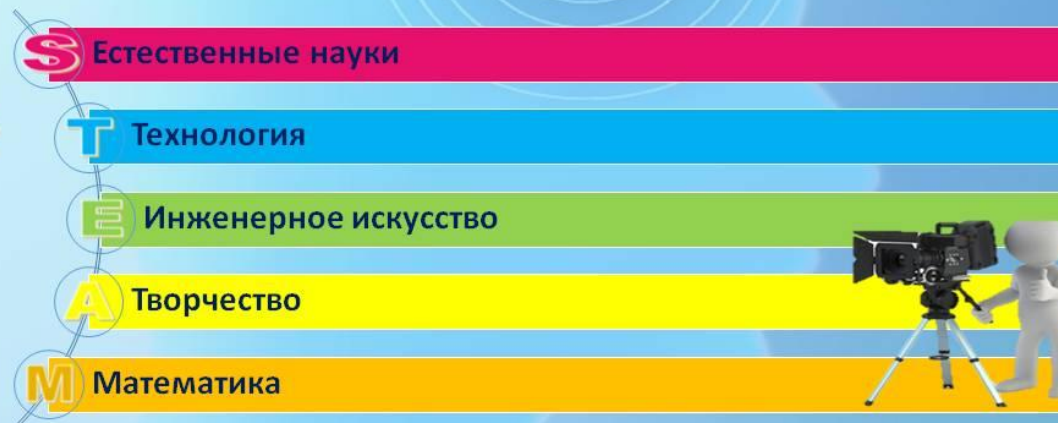 S Естественные науки
T Технология
E Инженерное искусство
A Творчество
M Математика